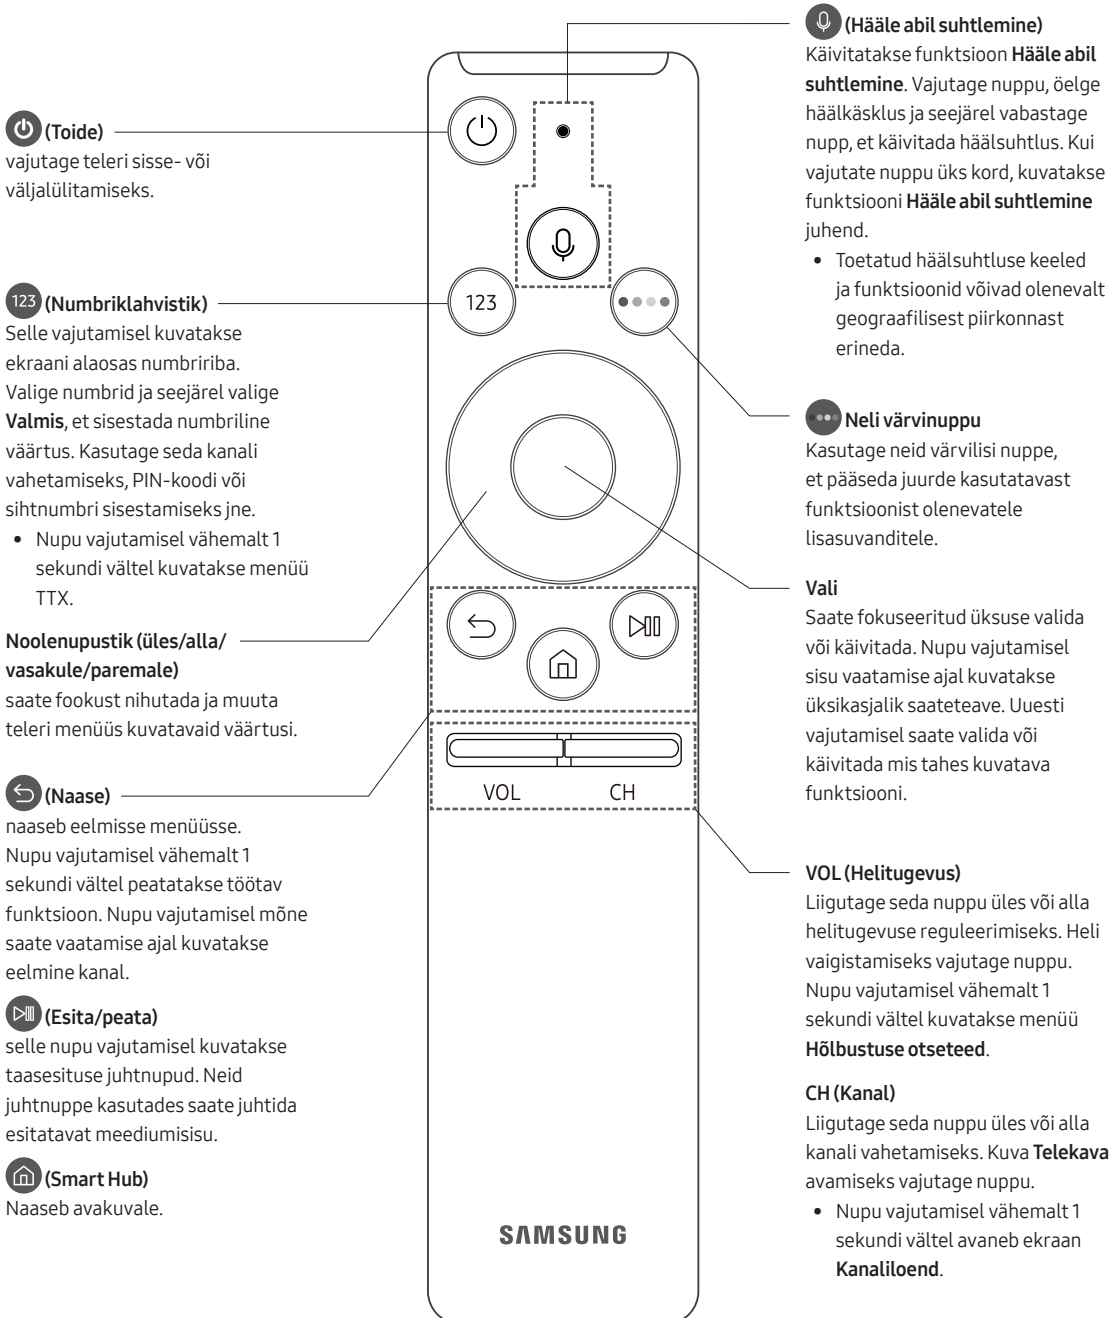 (Toide)
vajutage teleri sisse- või
väljalülitamiseks.
123 (Numbriklahvistik)
Selle vajutamisel kuvatakse
ekraani alaosas numbririba.
Valige numbrid ja seejärel valige
Valmis, et sisestada numbriline
väärtus. Kasutage seda kanali
vahetamiseks, PIN-koodi või
sihtnumbri sisestamiseks jne.
• Nupu vajutamisel vähemalt 1
sekundi vältel kuvatakse menüü
TTX.
Noolenupustik (üles/alla/
vasakule/paremale)
saate fookust nihutada ja muuta
teleri menüüs kuvatavaid väärtusi.
(Naase)
naaseb eelmisse menüüsse.
Nupu vajutamisel vähemalt 1
sekundi vältel peatatakse töötav
funktsioon. Nupu vajutamisel mõne
saate vaatamise ajal kuvatakse
eelmine kanal.
(Esita/peata)
selle nupu vajutamisel kuvatakse
taasesituse juhtnupud. Neid
juhtnuppe kasutades saate juhtida
esitatavat meediumisisu.
(Smart Hub)
Naaseb avakuvale.
123
VOL CH
SAMSUNG
(Hääle abil suhtlemine)
Käivitatakse funktsioon Hääle abil
suhtlemine. Vajutage nuppu, öelge
häälkäsklus ja seejärel vabastage
nupp, et käivitada häälsuhtlus. Kui
vajutate nuppu üks kord, kuvatakse
funktsiooni Hääle abil suhtlemine
juhend.
• Toetatud häälsuhtluse keeled
ja funktsioonid võivad olenevalt
geograafilisest piirkonnast
erineda.
Neli värvinuppu
Kasutage neid värvilisi nuppe,
et pääseda juurde kasutatavast
funktsioonist olenevatele
lisasuvanditele.
Vali
Saate fokuseeritud üksuse valida
või käivitada. Nupu vajutamisel
sisu vaatamise ajal kuvatakse
üksikasjalik saateteave. Uuesti
vajutamisel saate valida või
käivitada mis tahes kuvatava
funktsiooni.
VOL (Helitugevus)
Liigutage seda nuppu üles või alla
helitugevuse reguleerimiseks. Heli
vaigistamiseks vajutage nuppu.
Nupu vajutamisel vähemalt 1
sekundi vältel kuvatakse menüü
Hõlbustuse otseteed.
CH (Kanal)
Liigutage seda nuppu üles või alla
kanali vahetamiseks. Kuva Telekava
avamiseks vajutage nuppu.
• Nupu vajutamisel vähemalt 1
sekundi vältel avaneb ekraan
Kanaliloend.